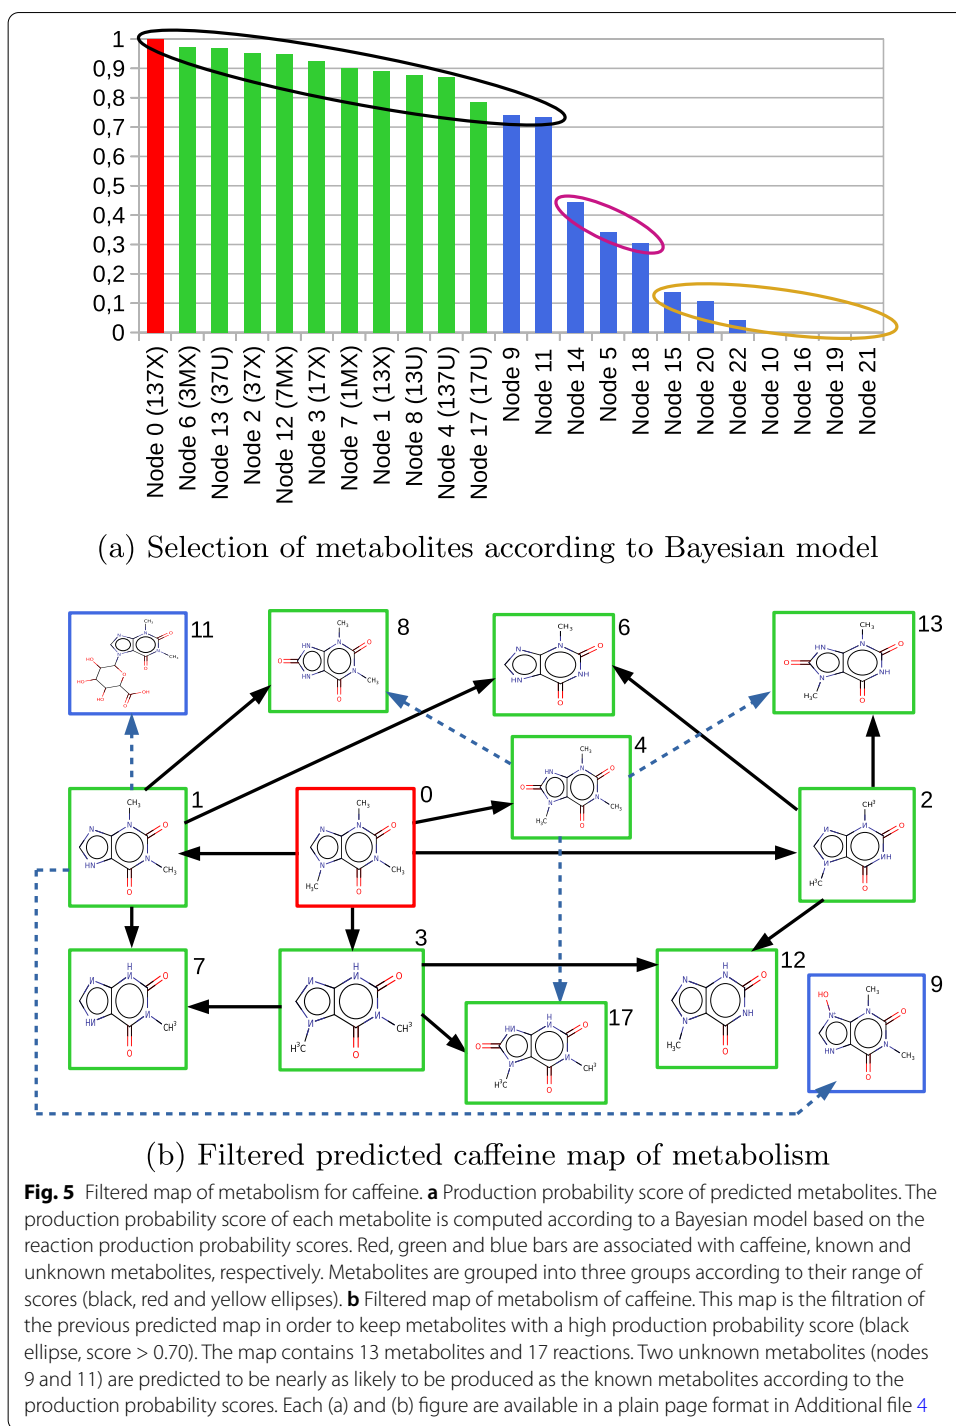 1
0,9
0,8
0,7
0,6
0,5
0,4
0,3
0,2
0,1
0
Node 0 (137X)
Node 6 (3MX)
Node 13 (37U)
Node 2 (37X)
Node 12 (7MX)
Node 3 (17X)
Node 7 (1MX)
Node 1 (13X)
Node 8 (13U)
Node 4 (137U)
Node 17 (17U)
Node 9
Node 11
Node 14
Node 5
Node 18
Node 15
Node 20
Node 22
Node 10
Node 16
Node 19
Node 21
(a) Selection of metabolites according to Bayesian model
11
8
6
13
4
1
0
2
7
3
12
9
17
(b) Filtered predicted caffeine map of metabolism
Fig. 5 Filtered map of metabolism for caffeine. a Production probability score of predicted metabolites. The
production probability score of each metabolite is computed according to a Bayesian model based on the
reaction production probability scores. Red, green and blue bars are associated with caffeine, known and
unknown metabolites, respectively. Metabolites are grouped into three groups according to their range of
scores (black, red and yellow ellipses). b Filtered map of metabolism of caffeine. This map is the filtration of
the previous predicted map in order to keep metabolites with a high production probability score (black
ellipse, score > 0.70). The map contains 13 metabolites and 17 reactions. Two unknown metabolites (nodes
9 and 11) are predicted to be nearly as likely to be produced as the known metabolites according to the
production probability scores. Each (a) and (b) figure are available in a plain page format in Additional file 4